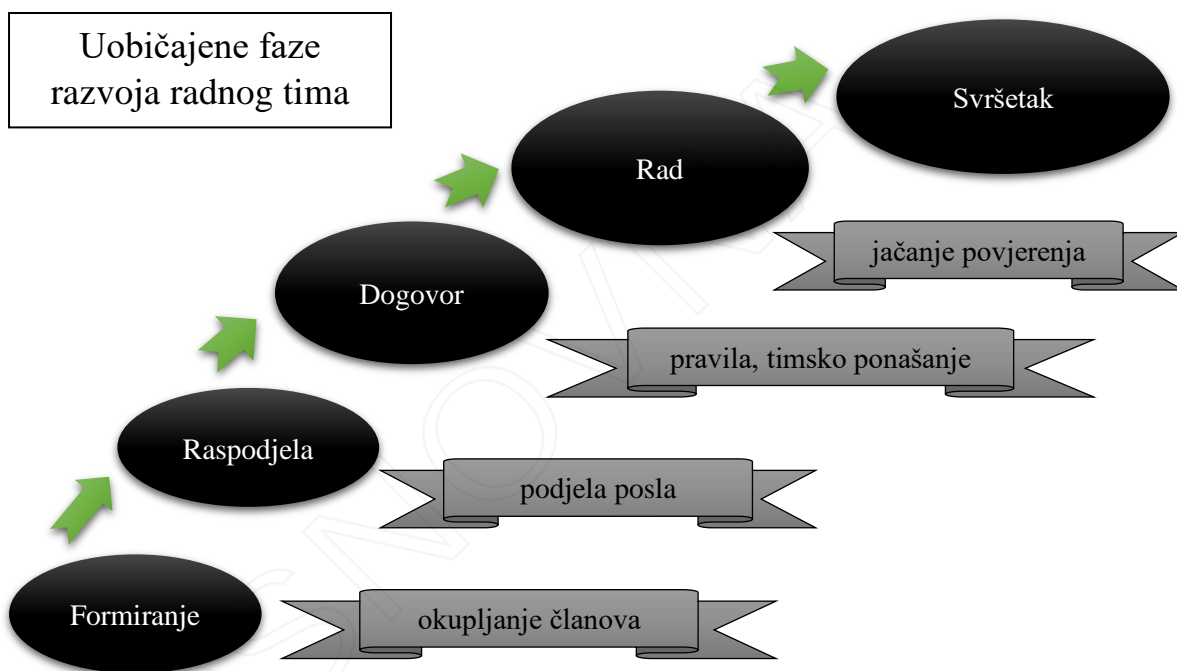 Uobičajene faze
razvoja radnog tima
Svršetak
Rad
jačanje povjerenja
Dogovor
pravila, timsko ponašanje
Raspodjela
podjela posla
Formiranje
okupljanje članova